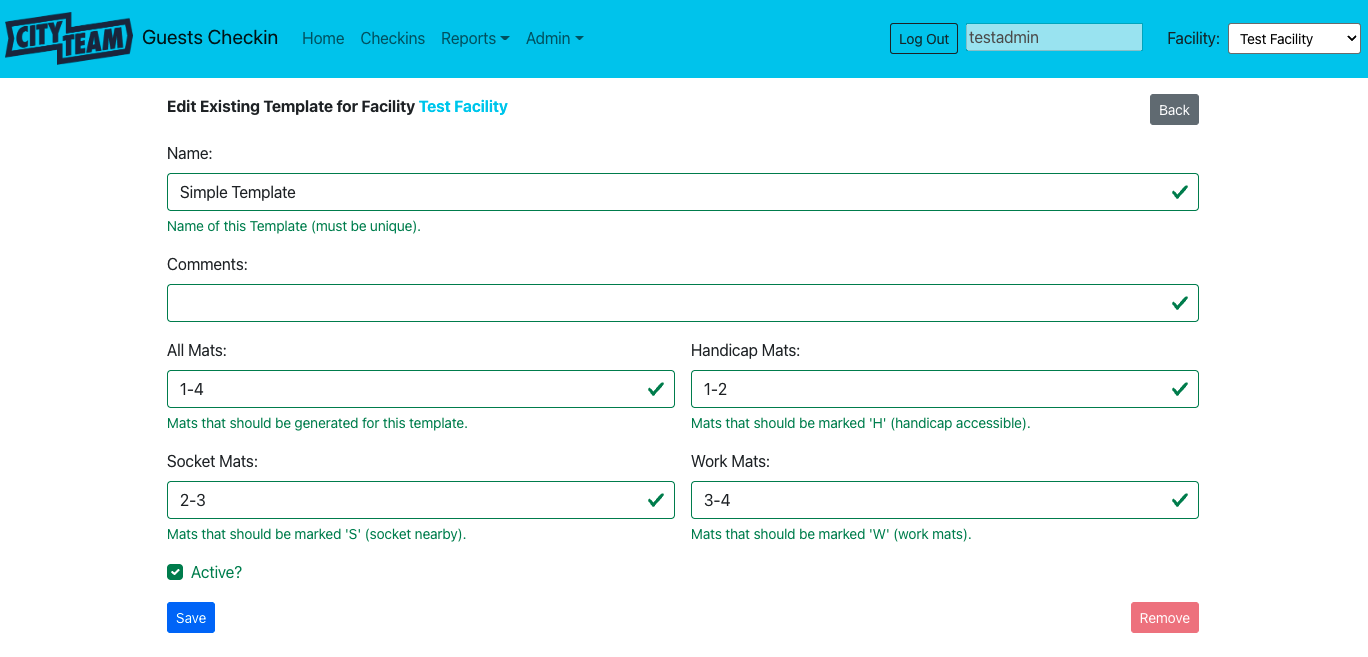 CITY TEAM Guests Checkin Home Checkins Reports Admin Log Out testadmin Facility: Test Facility
Edit Existing Template for Facility Test Facility Back
Name:
Simple Template
Name of this Template (must be unique).
Comments:
All Mats: Handicap Mats:
1-4 1-2
Mats that should be generated for this template. Mats that should be marked 'H' (handicap accessible).
Socket Mats: Work Mats:
2-3 3-4
Mats that should be marked 'S' (socket nearby). Mats that should be marked 'W' (work mats).
Active?
Save Remove